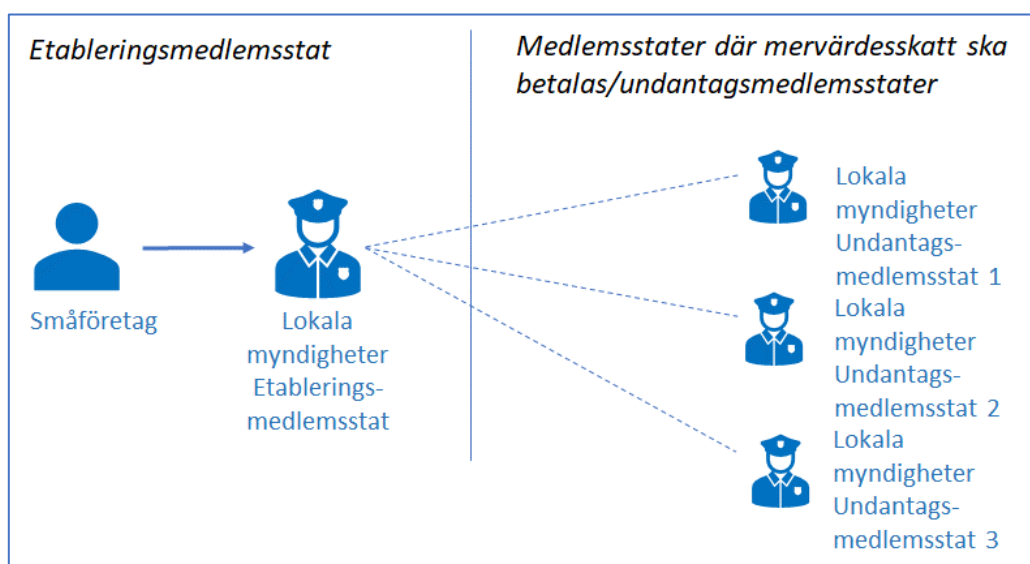 Etableringsmedlemsstat
Medlemsstater där mervärdesskatt ska
betalas/undantagsmedlemsstater
Småföretag
Lokala
myndigheter
Etablerings-
medlemsstat
Lokala
myndigheter
Undantags-
medlemsstat 1
Lokala
myndigheter
Undantags-
medlemsstat 2
Lokala
myndigheter
Undantags-
medlemsstat 3